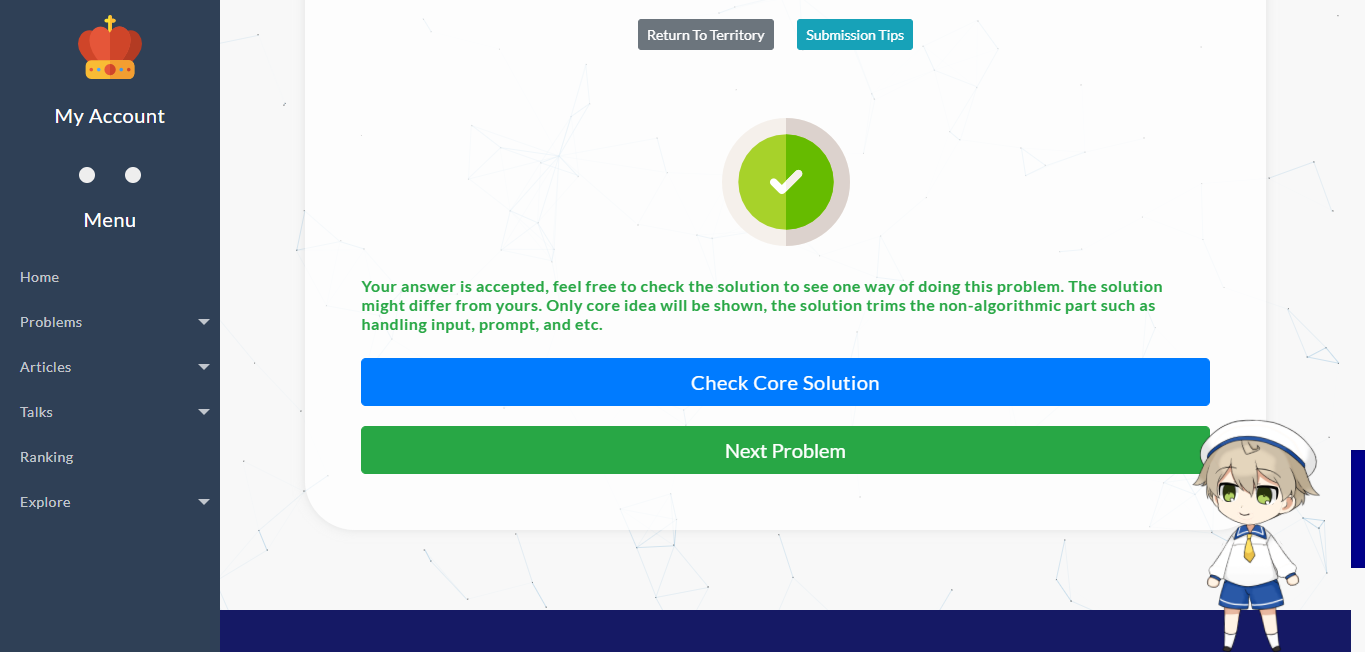 My Account
Menu
Home
Problems
Articles
Talks
Ranking
Explore
Return To Territory
Submission Tips
Your answer is accepted, feel free to check the solution to see one way of doing this problem. The solution
might differ from yours. Only core idea will be shown, the solution trims the non-algorithmic part such as
handling input, prompt, and etc.
Check Core Solution
Next Problem